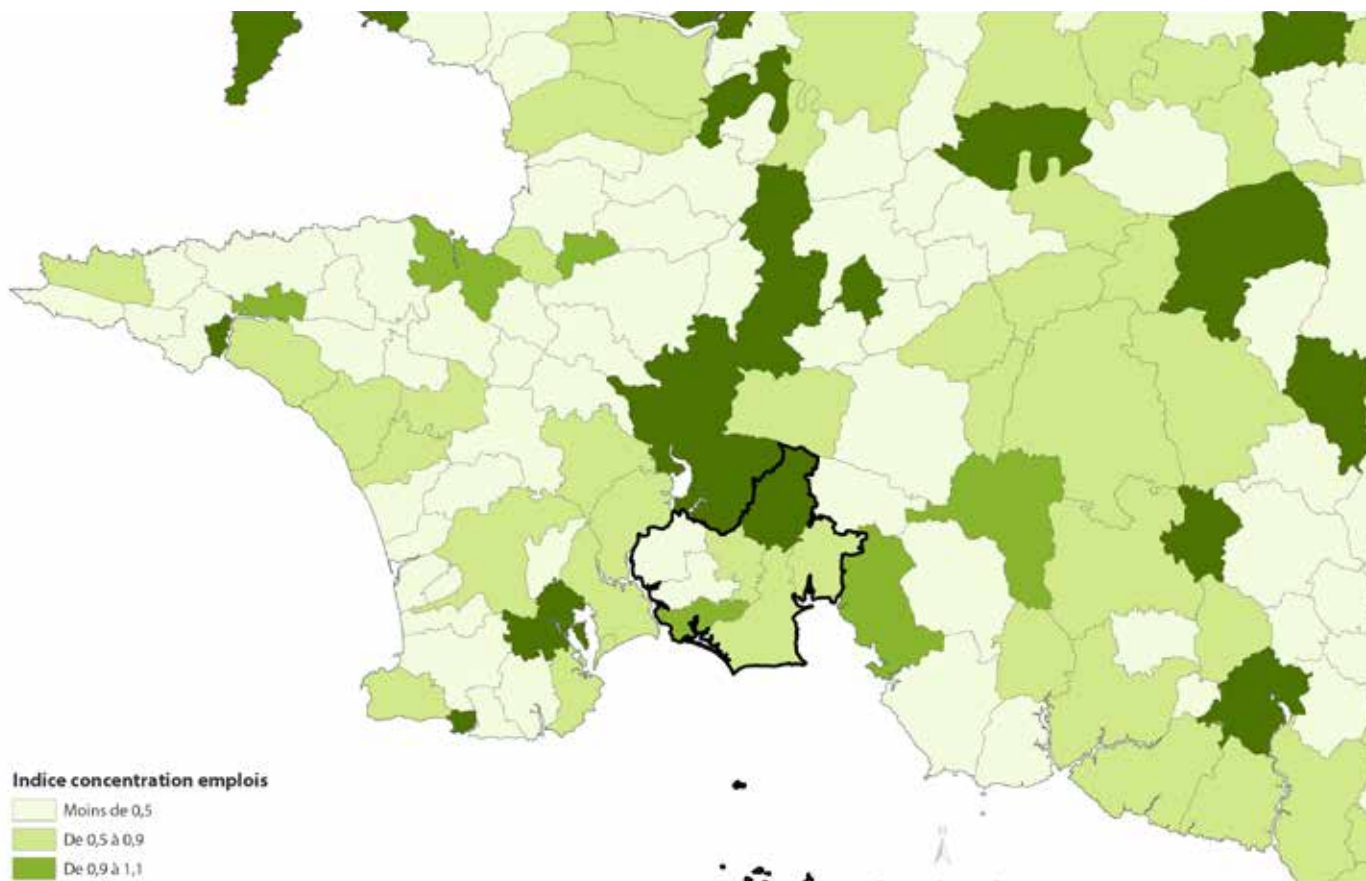 Indice concentration emplois
Moins de 0,5
De 0,5 à 0,9
De 0,9 à 1,1